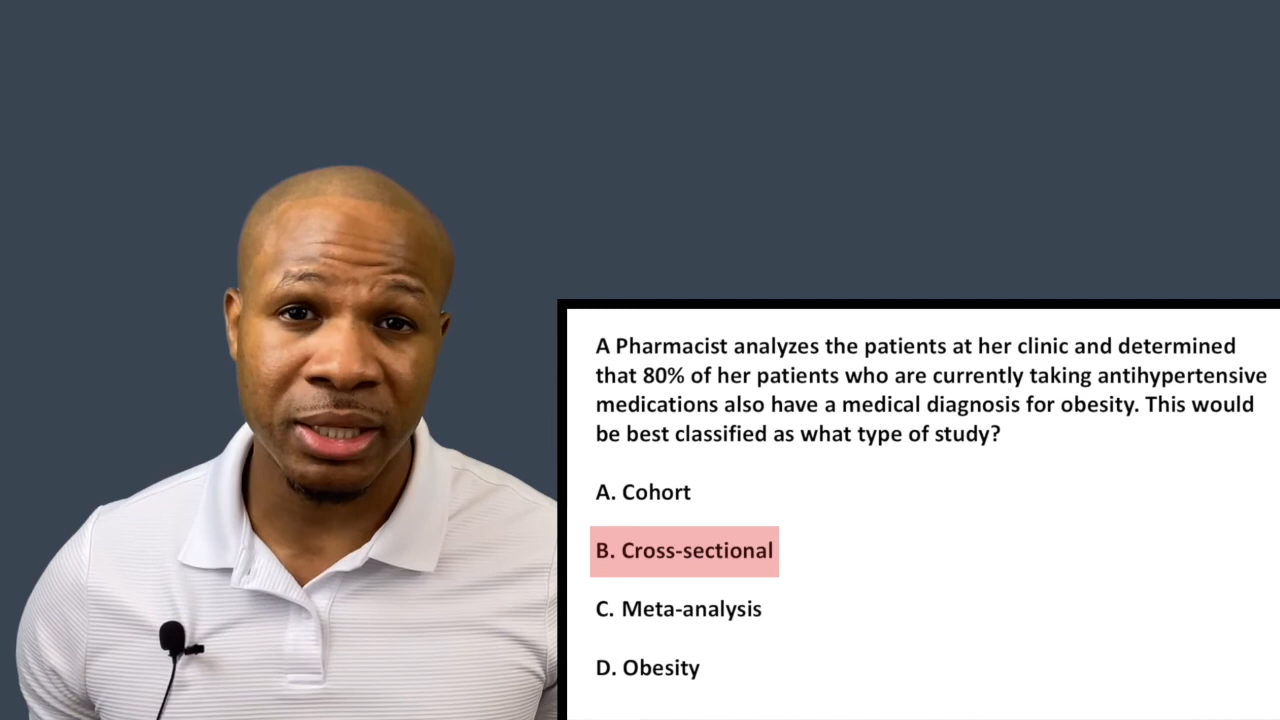 A Pharmacist analyzes the patients at her clinic and determined
that 80% of her patients who are currently taking antihypertensive
medications also have a medical diagnosis for obesity. This would
be best classified as what type of study?
A. Cohort
B. Cross-sectional
C. Meta-analysis
D. Obesity